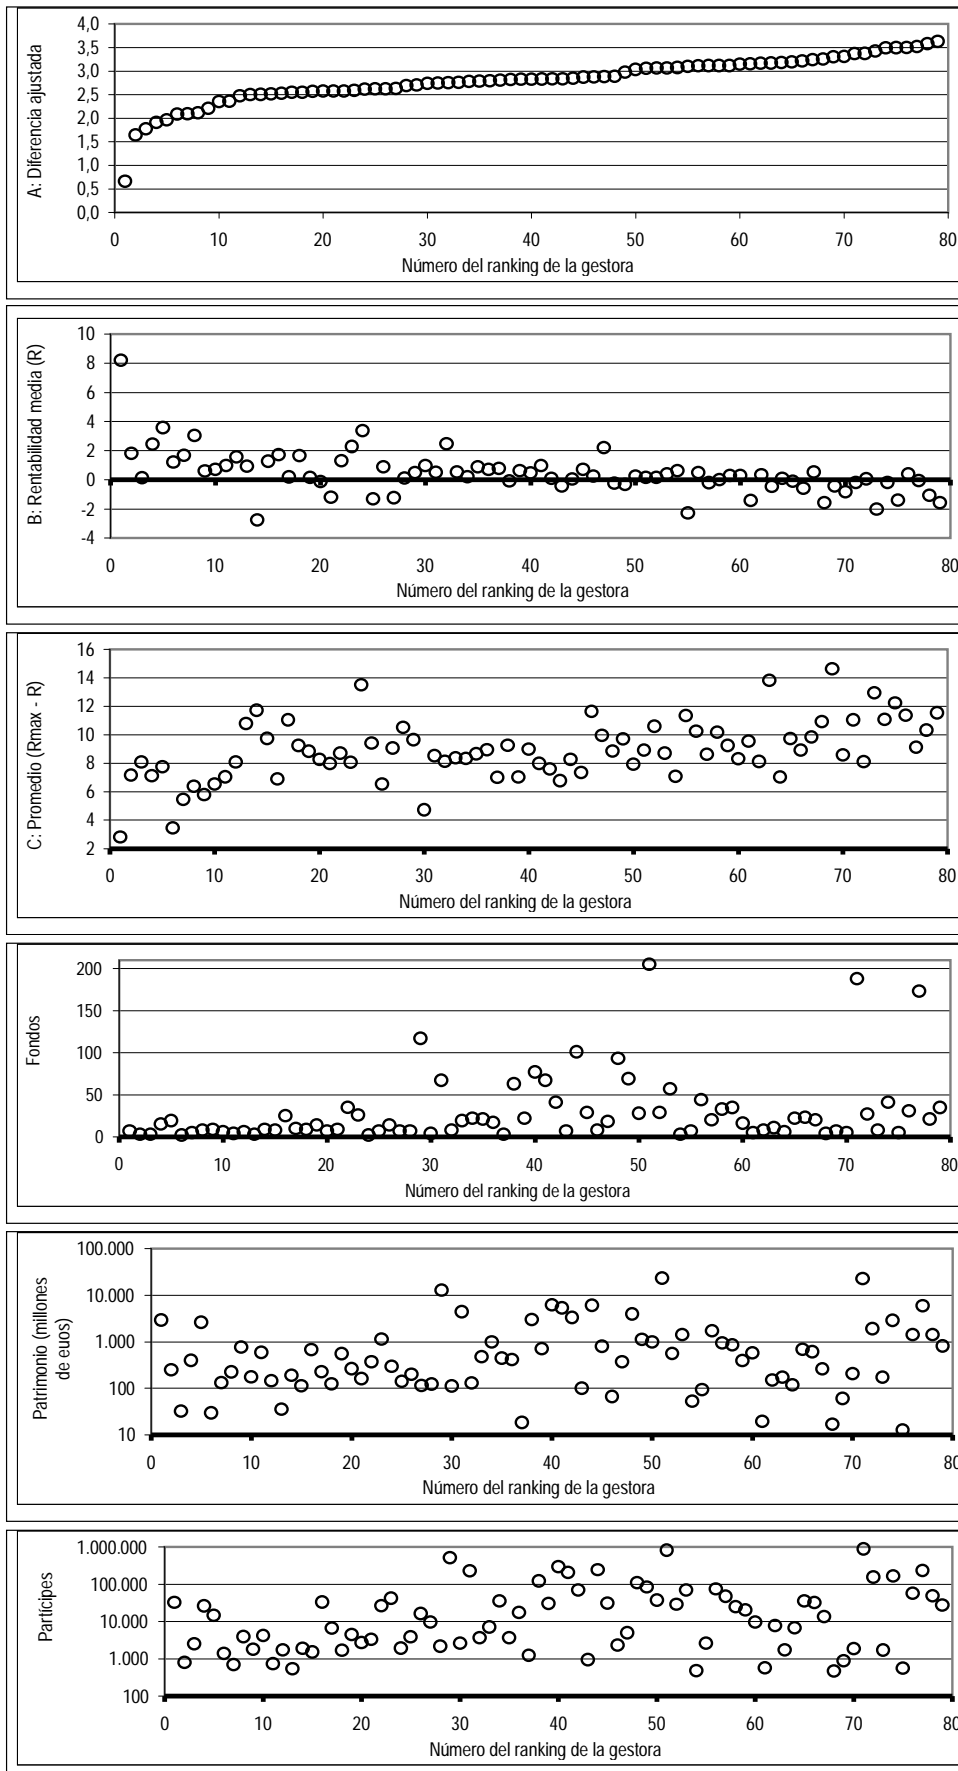 A: Diferencia ajustada
4,0
3,5
3,0
2,5
2,0
1,5
1,0
0,5
0,0
0 10 20 30 40 50 60 70 80
Número del ranking de la gestora
B: Rentabilidad media (R)
10
8
6
4
2
0
-2
-4
0 10 20 30 40 50 60 70 80
Número del ranking de la gestora
C: Promedio (Rmax - R)
16
14
12
10
8
6
4
2
0 10 20 30 40 50 60 70 80
Número del ranking de la gestora
Fondos
200
150
100
50
0
0 10 20 30 40 50 60 70 80
Número del ranking de la gestora
Patrimonio (millones
de euos)
100.000
10.000
1.000
100
10
0 10 20 30 40 50 60 70 80
Número del ranking de la gestora
Partícipes
1.000.000
100.000
10.000
1.000
100
0 10 20 30 40 50 60 70 80
Número del ranking de la gestora